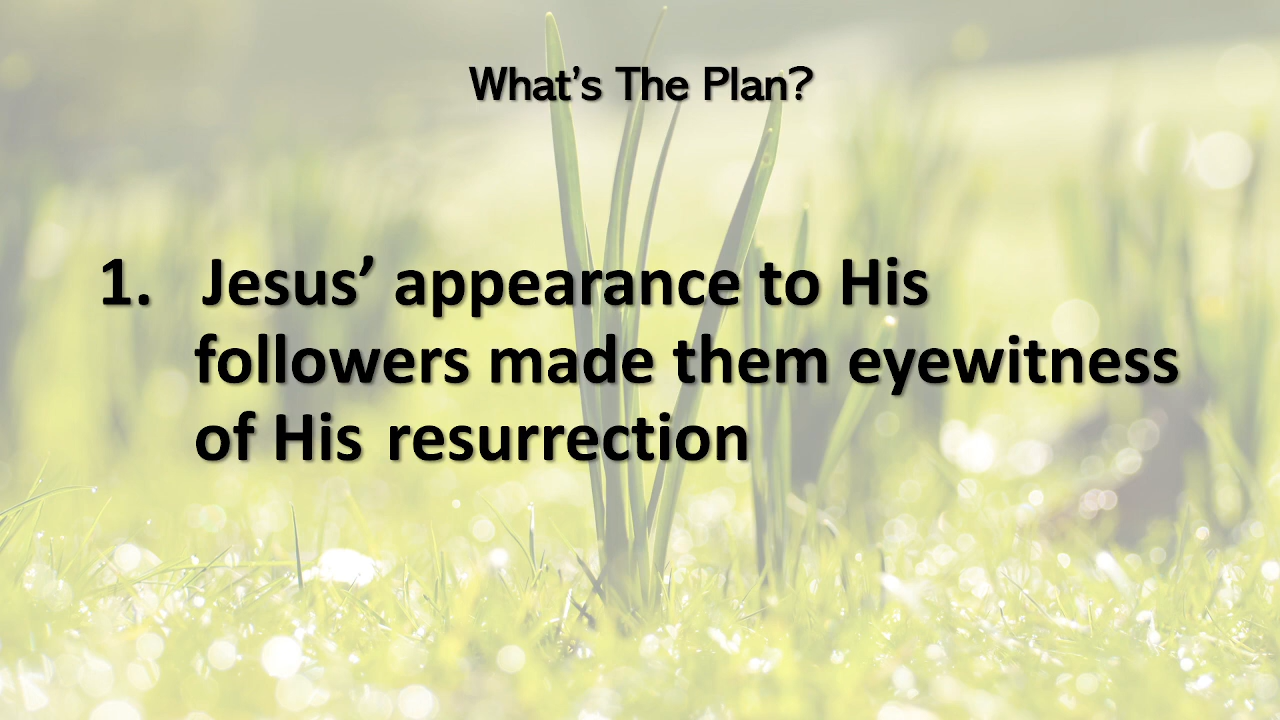 What’s The Plan?
1. Jesus’ appearance to His
followers made them eyewitness
of His resurrection